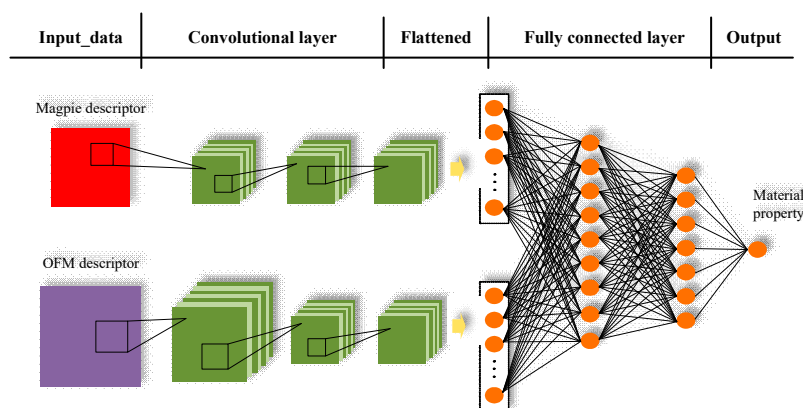 Input_data Convolutional layer Flattened Fully connected layer Output
Magpie descriptor
Material
property
OFM descriptor